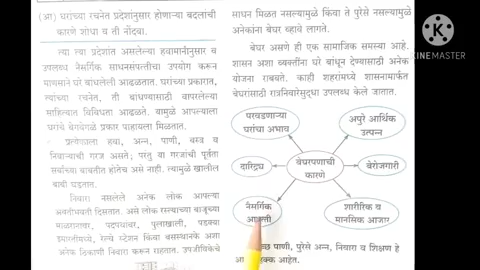 (आ) घरांच्या रचनेत प्रदेशांनुसार होणाऱ्या बदलांची
कारणे शोधा व ती नोंदवा.
त्या त्या प्रदेशांत असलेल्या हवामानीनुसार व
उपलब्ध नैसर्गिक साधनसंपत्तीचा उपयोग करून
माणसाने घरे बांधलेली आढळतात. घरांच्या प्रकारात,
त्यांच्या रचनेत, ती बांधण्यासाठी वापरलेल्या
साहित्यात विविधता आढळते. यामुळे आपल्याला
घरांचे वेगवेगळे प्रकार पाहायला मिळतात.
प्रत्येकाला हवा, अन्न, पाणी, वस्त्र व
निवाऱ्याची गरज असते; परंतु या गरजांची पूर्तता
सर्वांच्या बाबतीत होतेच असे नाही. त्यामुळे खालील
बाबी घडतात.
निवारा नसलेले अनेक लोक आपल्या
अवतीभवती दिसतात. असे लोक रस्त्याच्या बाजूच्या
माळरानावर, पदपथांवर, पुलाखाली, पडक्या
इमारतींमध्ये, रेल्वे स्टेशन किंवा बसस्थानके अशा
अनेक ठिकाणी निवारा करून राहतात. उपजीविकेचे
साधन मिळत नसल्यामुळे किंवा ते पुरेसे नसल्यामुळे
अनेकांना बेघर व्हावे लागते.
बेघर असणे ही एक सामाजिक समस्या आहे.
शासन अशा व्यक्तींना घरे बांधून देण्यासाठी अनेक
योजना राबवते. काही शहरांमध्ये शासनामार्फत
बेघरांसाठी रात्रनिवारेसुद्धा उपलब्ध केले जातात.
परवडणाऱ्या
घरांचा अभाव
अपुरे आर्थिक
उत्पन्न
दारिद्र्य
बेघरपणाची
कारणे
बेरोजगारी
नैसर्गिक
आपत्ती
शारीरिक व
मानसिक आजार
पाणी, पुरेसे अन्न, निवारा व शिक्षण हे
आहेत.
KINEMASTER